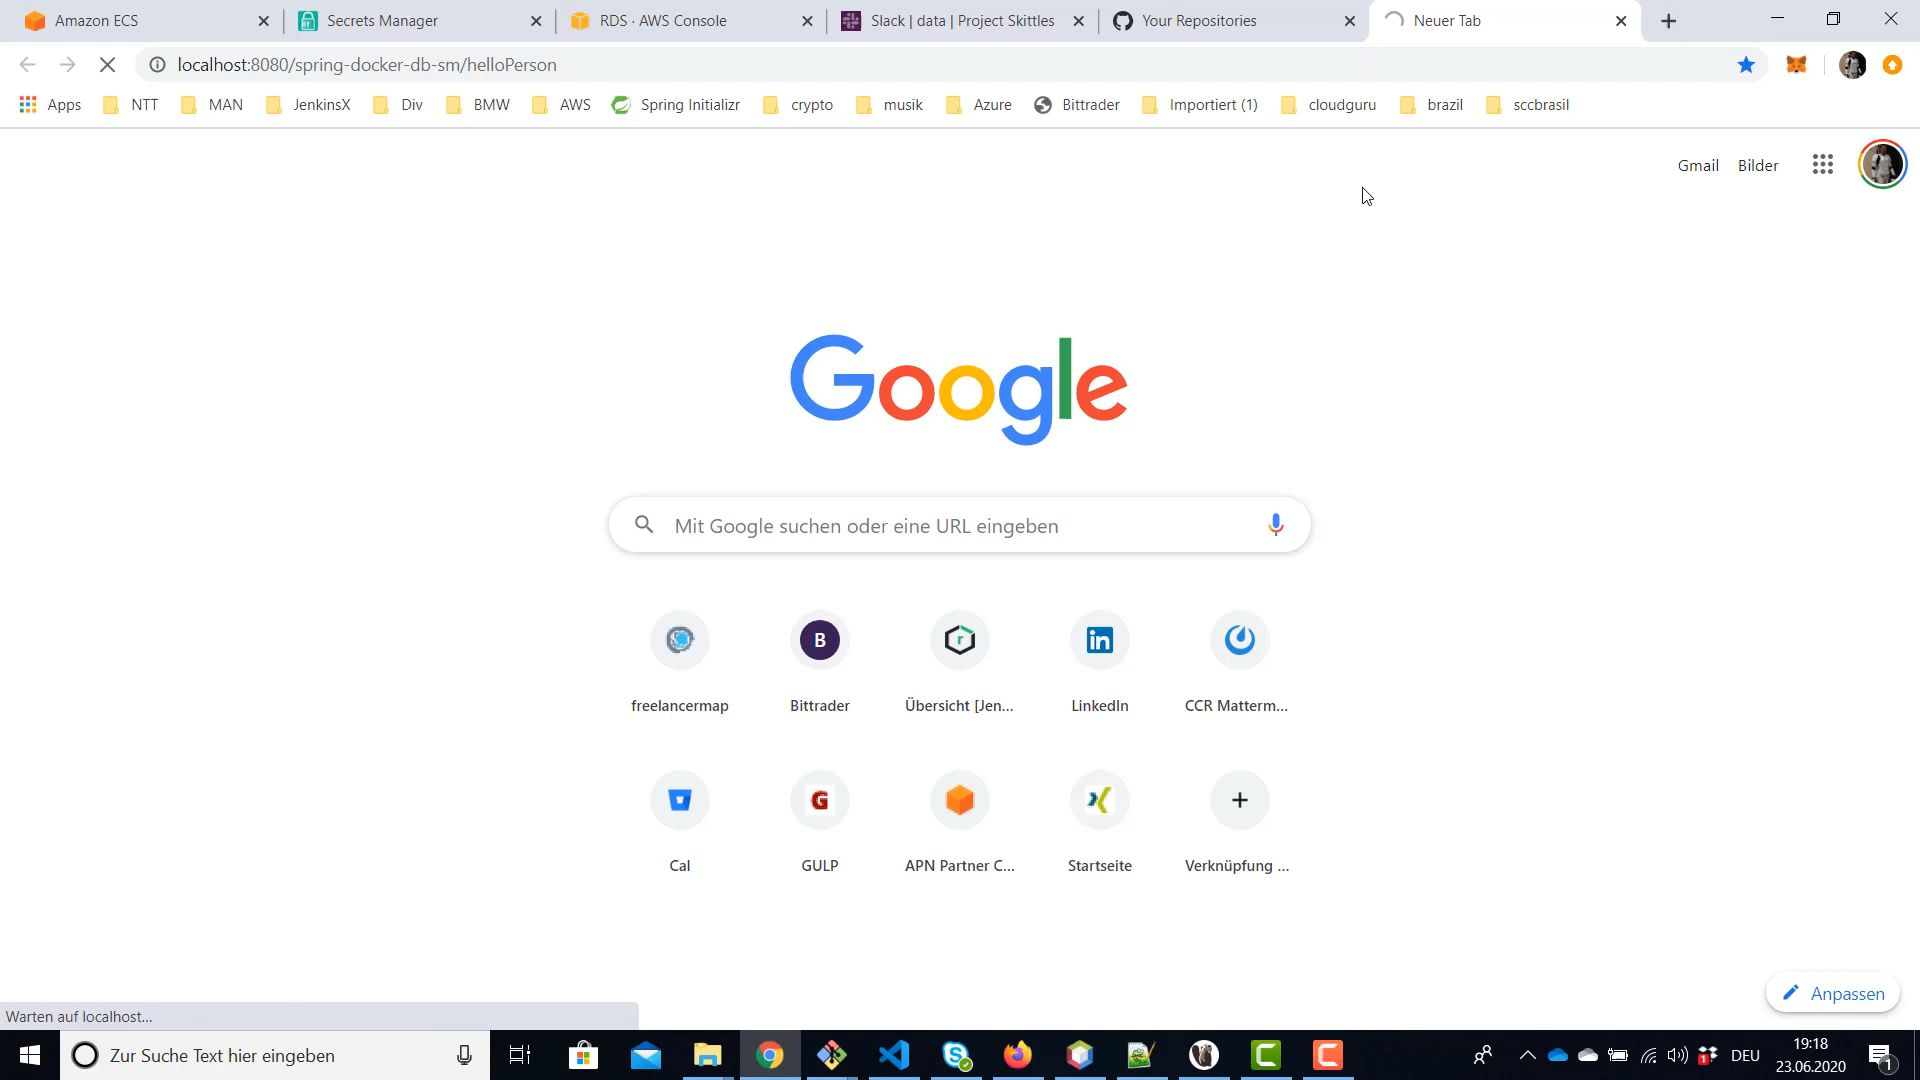 Amazon ECS
Secrets Manager
RDS · AWS Console
Slack | data | Project Skittles
Your Repositories
Neuer Tab
localhost:8080/spring-docker-db-sm/helloPerson
Apps
NTT
MAN
JenkinsX
Div
BMW
AWS
Spring Initializr
crypto
musik
Azure
Bittrader
Importiert (1)
cloudguru
brazil
sccbrasil
Gmail
Bilder
Google
Mit Google suchen oder eine URL eingeben
B
r
in
freelancermap
Bittrader
Übersicht [Jen...
LinkedIn
CCR Matterm...
G
Cal
GULP
APN Partner C...
Startseite
Verknüpfung ...
Anpassen
Warten auf localhost...
Zur Suche Text hier eingeben
1
DEU
19:18
23.06.2020
1